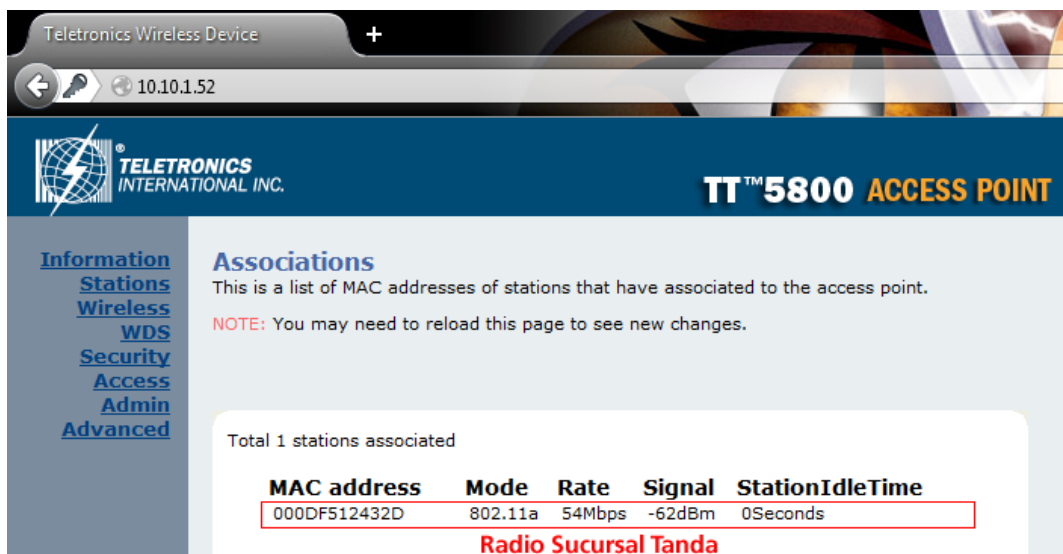 Teletronics Wireless Device +
10.10.1.52
TELETRONICS®
INTERNATIONAL INC.
TT™5800 ACCESS POINT
Information
Stations
Wireless
WDS
Security
Access
Admin
Advanced
Associations
This is a list of MAC addresses of stations that have associated to the access point.
NOTE: You may need to reload this page to see new changes.
Total 1 stations associated
MAC address Mode Rate Signal StationIdleTime
000DF512432D 802.11a 54Mbps -62dBm 0Seconds
Radio Sucursal Tanda